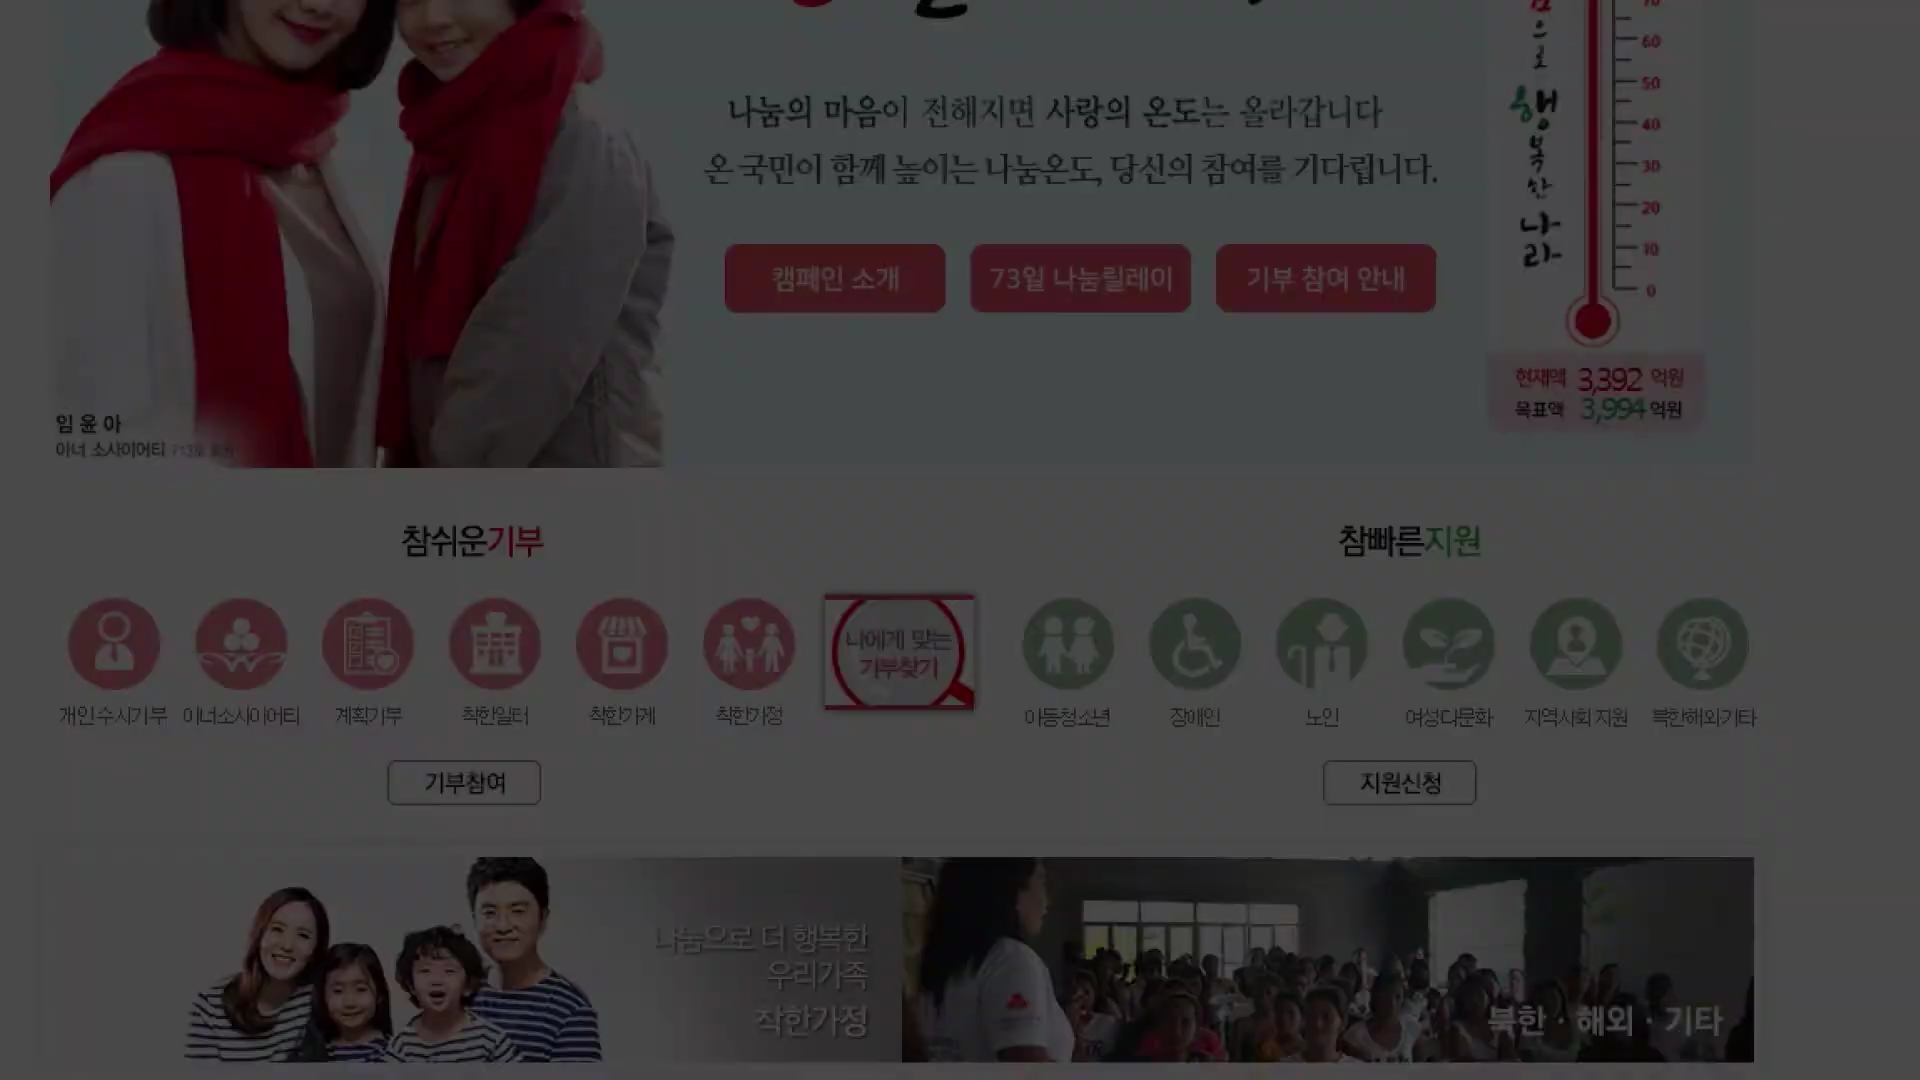 으로
행복한
나라
60
50
40
30
20
10
0
나눔의 마음이 전해지면 사랑의 온도는 올라갑니다
온 국민이 함께 높이는 나눔온도, 당신의 참여를 기다립니다.
캠페인 소개
73일 나눔릴레이
기부 참여 안내
현재액 3,392 억원
목표액 3,994 억원
임 윤 아
아너 소사이어티
참쉬운기부
참빠른지원
개인수시기부
아너소사이어티
계획기부
착한일터
착한가게
착한가정
나에게 맞는
기부찾기
아동청소년
장애인
노인
여성다문화
지역사회 지원
북한해외기타
기부참여
지원신청
나눔으로 더 행복한
우리가족
착한가정
북한 · 해외 · 기타